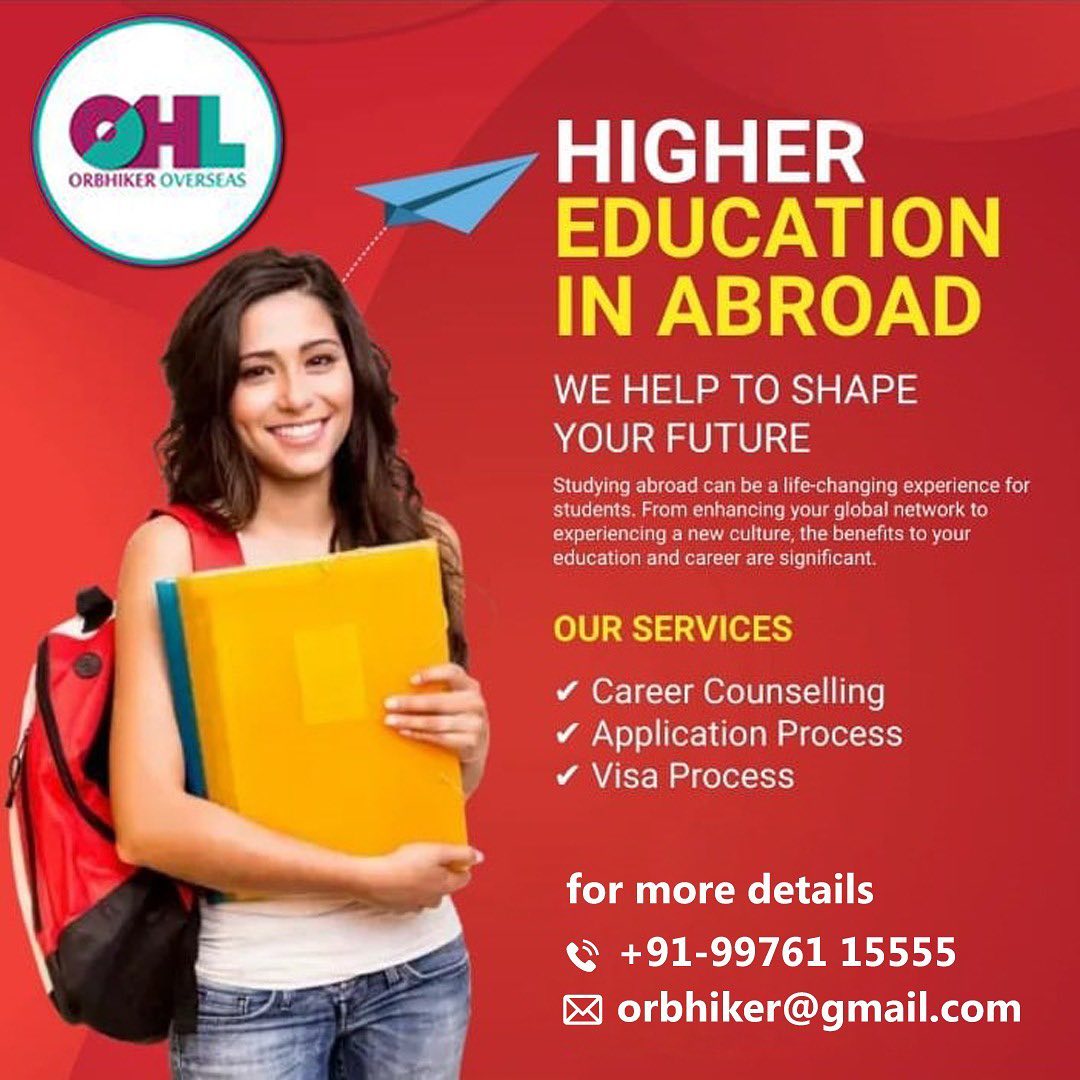 OHL
ORBHIKER OVERSEAS
HIGHER
EDUCATION
IN ABROAD
WE HELP TO SHAPE
YOUR FUTURE
Studying abroad can be a life-changing experience for
students. From enhancing your global network to
experiencing a new culture, the benefits to your
education and career are significant.
OUR SERVICES
✔ Career Counselling
✔ Application Process
✔ Visa Process
for more details
+91-99761 15555
orbhiker@gmail.com